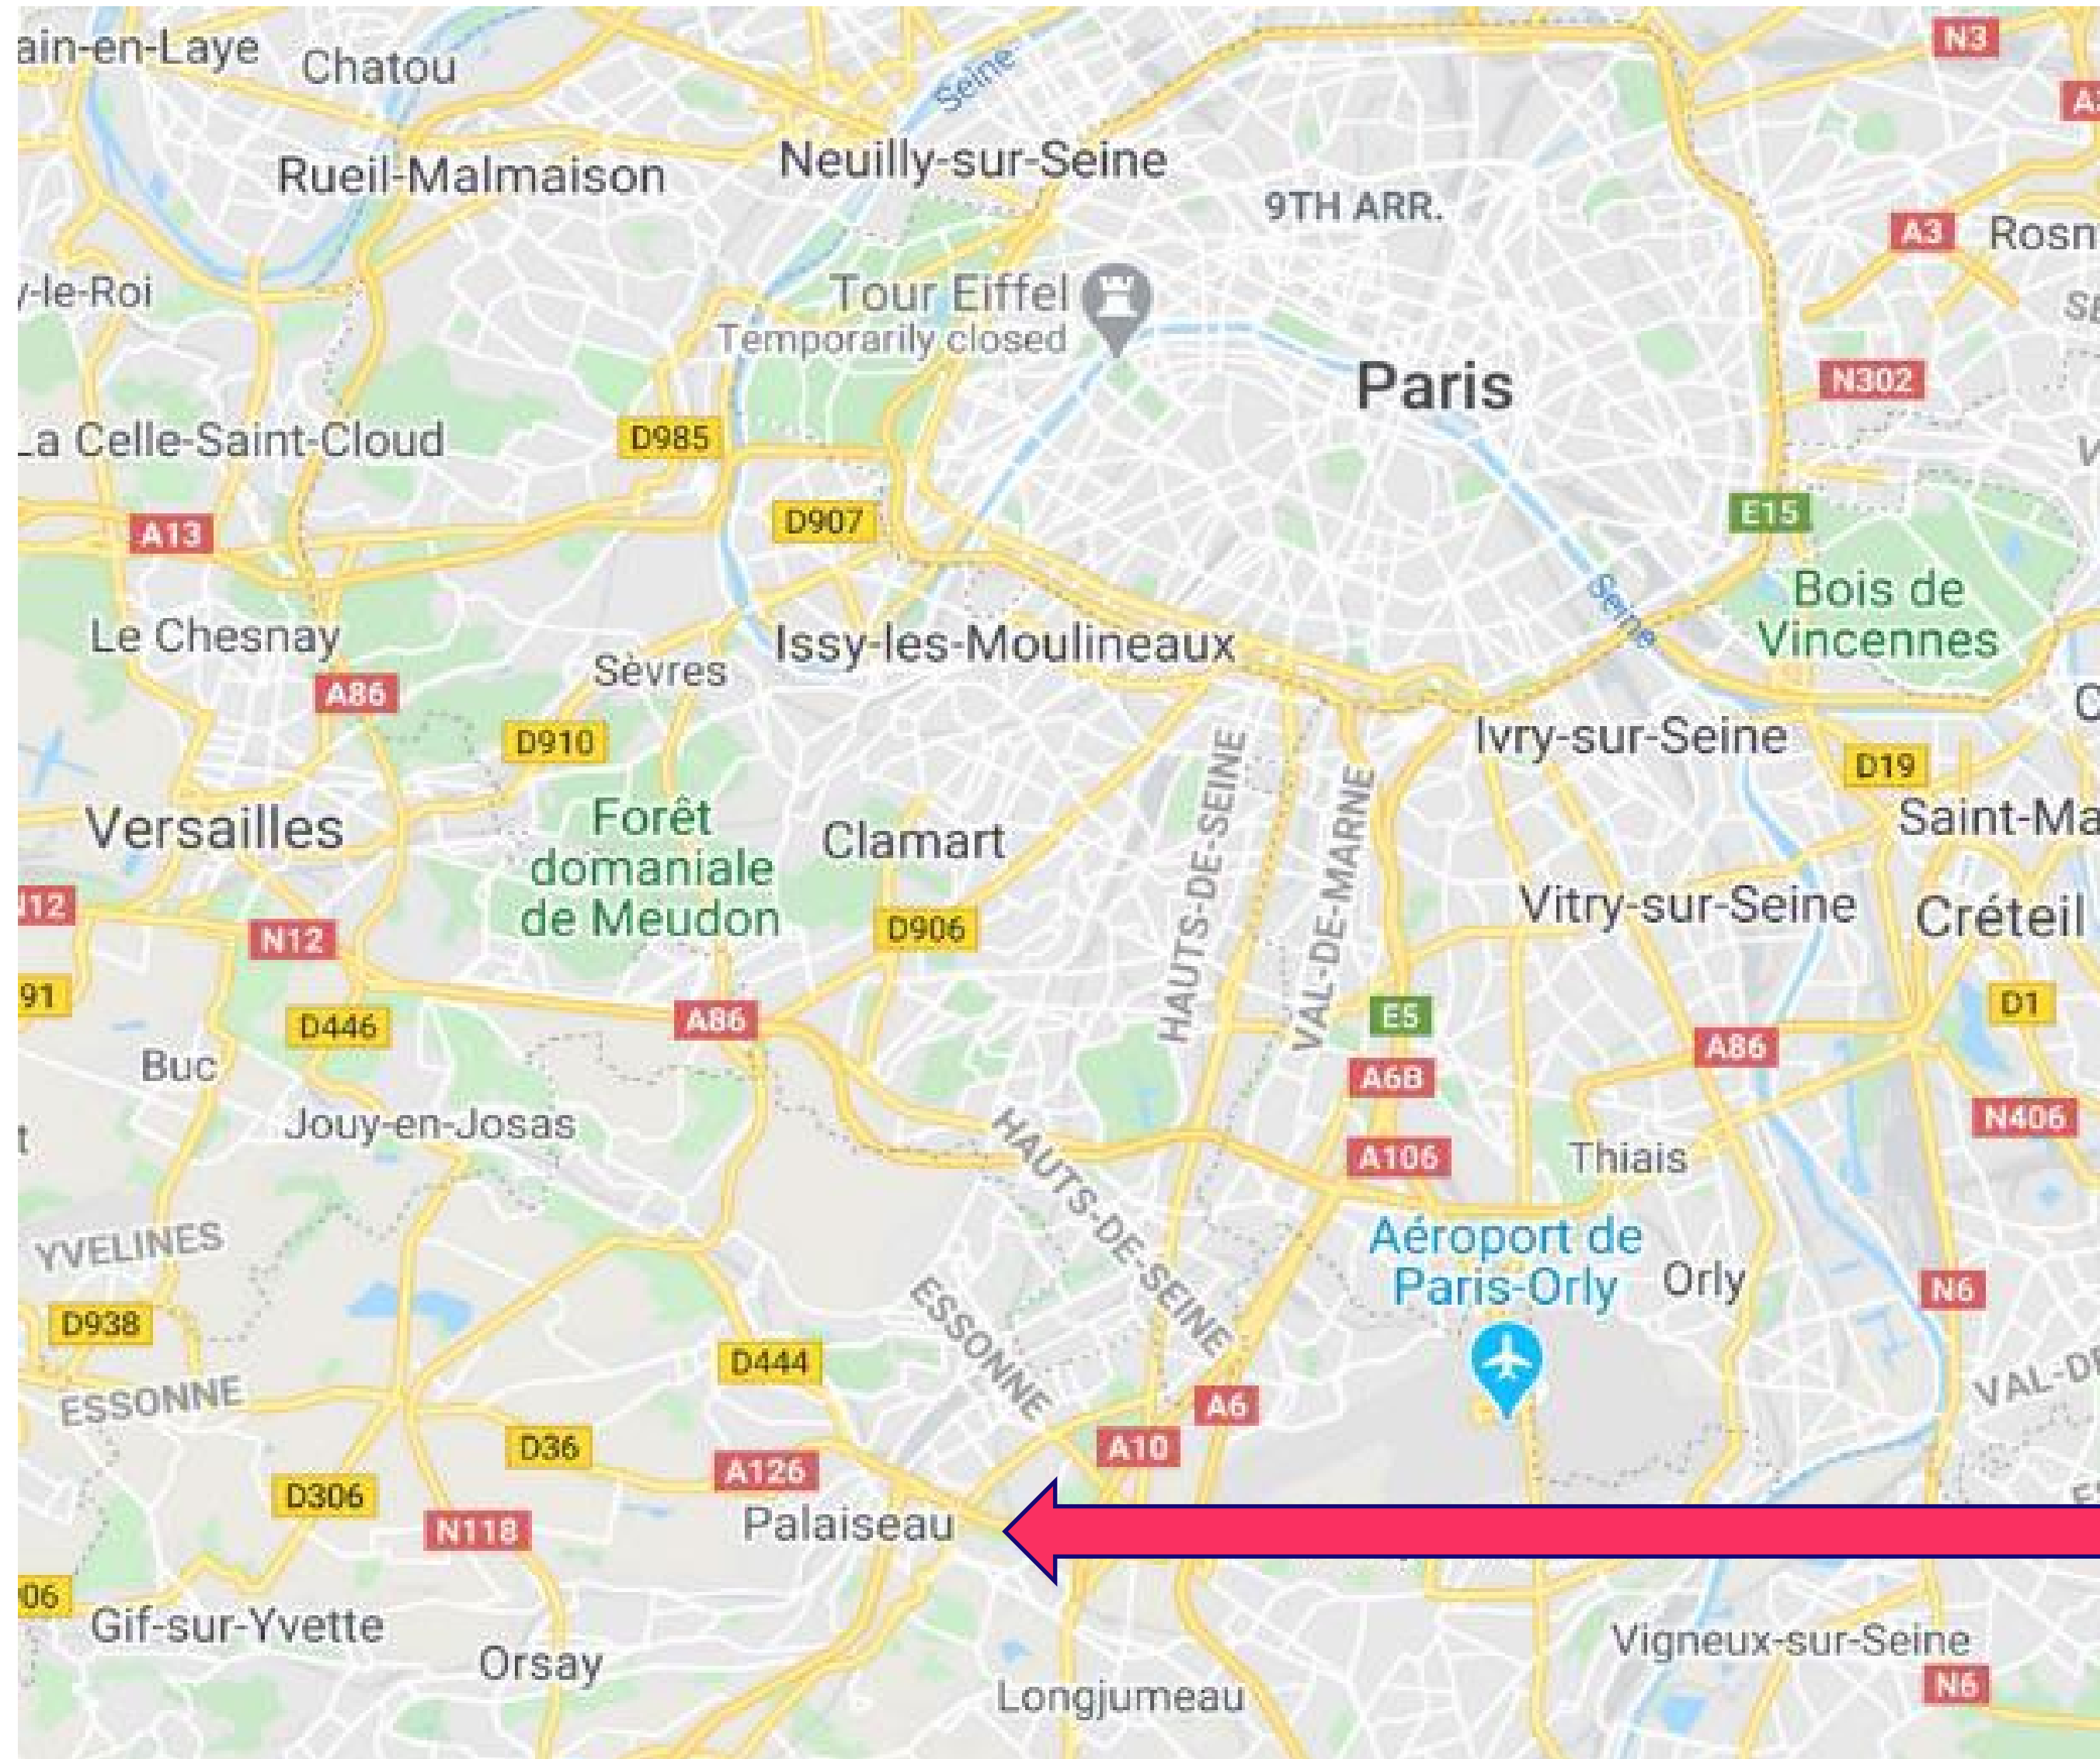 ain-en-Laye
Chatou
Seine
N3
Rueil-Malmaison
Neuilly-sur-Seine
9TH ARR.
A3
Rosn
y-le-Roi
Tour Eiffel
Temporarily closed
Paris
N302
La Celle-Saint-Cloud
D985
A13
D907
E15
Bois de
Vincennes
Seine
Le Chesnay
Sèvres
Issy-les-Moulineaux
A86
D910
Ivry-sur-Seine
D19
HAUTS-DE-SEINE
VAL-DE-MARNE
Versailles
Forêt
domaniale
de Meudon
Clamart
Saint-Ma
N12
N12
D906
Vitry-sur-Seine
Créteil
91
D446
A86
E5
D1
Buc
A86
A6B
Jouy-en-Josas
N406
t
A106
Thiais
HAUTS-DE-SEINE
YVELINES
Aéroport de
Paris-Orly
Orly
N6
D938
ESSONNE
D444
VAL-DE
ESSONNE
A6
D36
A10
A126
D306
Palaiseau
N118
06
Gif-sur-Yvette
Orsay
Vigneux-sur-Seine
Longjumeau
N6